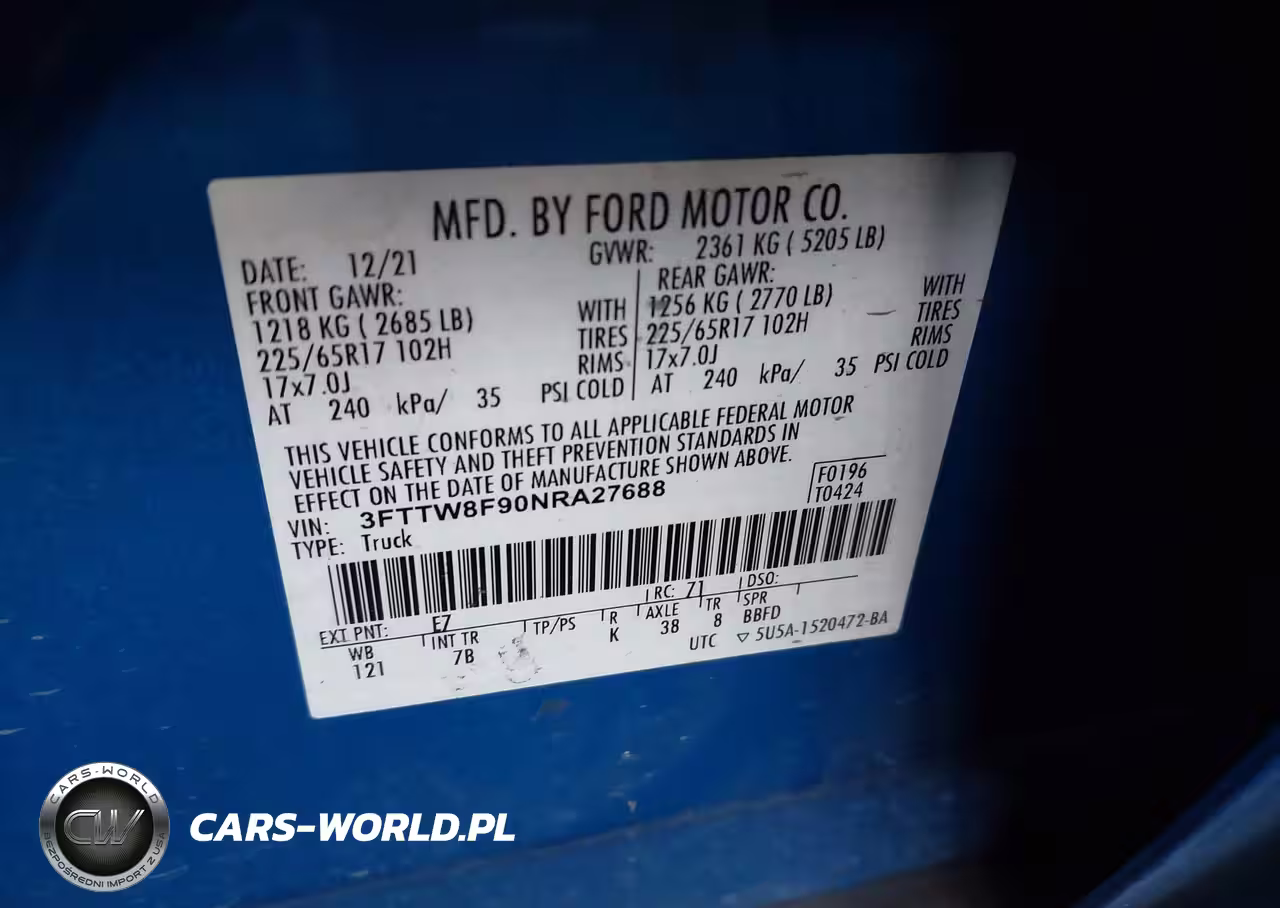 MFD. BY FORD MOTOR CO.
DATE: 12/21
GVWR: 2361 KG ( 5205 LB)
FRONT GAWR:
1218 KG ( 2685 LB) WITH
225/65R17 102H TIRES
17x7.0J RIMS
AT 240 kPa/ 35 PSI COLD
REAR GAWR:
1256 KG ( 2770 LB) WITH
225/65R17 102H TIRES
17x7.0J RIMS
AT 240 kPa/ 35 PSI COLD
THIS VEHICLE CONFORMS TO ALL APPLICABLE FEDERAL MOTOR
VEHICLE SAFETY AND THEFT PREVENTION STANDARDS IN
EFFECT ON THE DATE OF MANUFACTURE SHOWN ABOVE.
VIN: 3FTTW8F90NRA27688
TYPE: Truck
F0196
T0424
EXT PNT: E7 RC: 71 DSO:
WB INT TR TP/PS R AXLE TR SPR
121 7B K 38 8 BBFD
UTC ▽ 5U5A-1520472-BA
CARS-WORLD
CW
BEZPOŚREDNI IMPORT Z USA
CARS-WORLD.PL